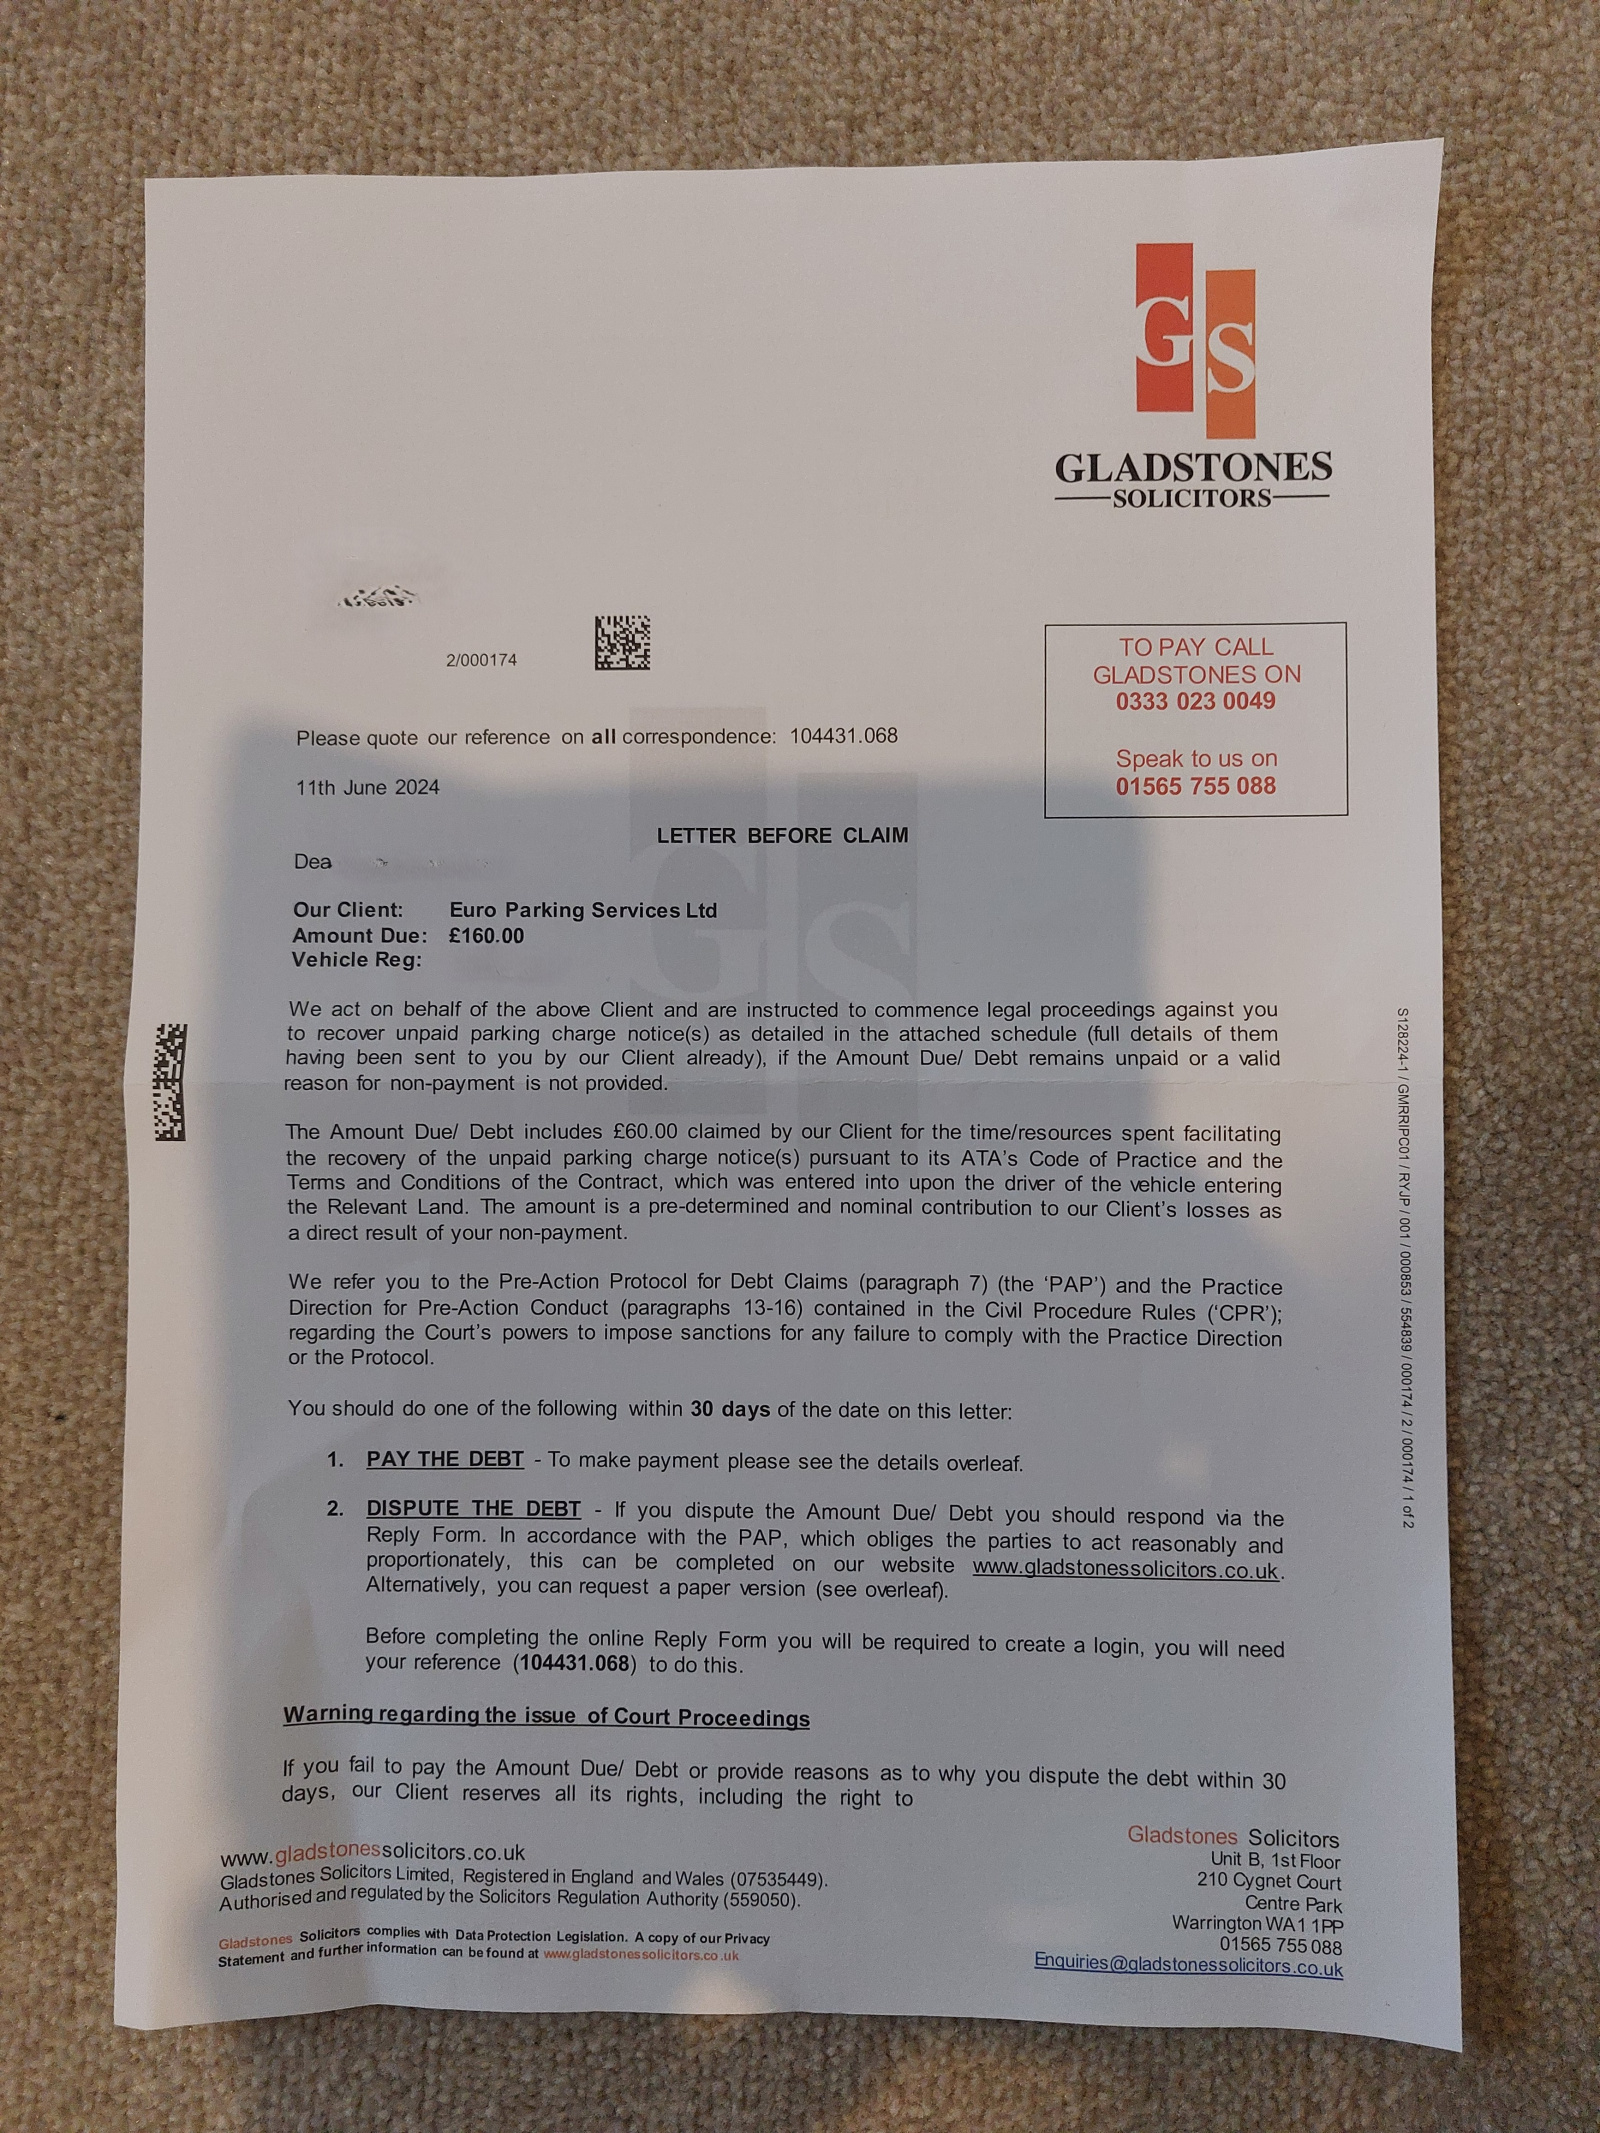 GS
GLADSTONES
SOLICITORS
2/000174
TO PAY CALL
GLADSTONES ON
0333 023 0049
Speak to us on
01565 755 088
Please quote our reference on all correspondence: 104431.068
11th June 2024
LETTER BEFORE CLAIM
Dea
Our Client: Euro Parking Services Ltd
Amount Due: £160.00
Vehicle Reg:
We act on behalf of the above Client and are instructed to commence legal proceedings against you
to recover unpaid parking charge notice(s) as detailed in the attached schedule (full details of them
having been sent to you by our Client already), if the Amount Due/ Debt remains unpaid or a valid
reason for non-payment is not provided.
The Amount Due/ Debt includes £60.00 claimed by our Client for the time/resources spent facilitating
the recovery of the unpaid parking charge notice(s) pursuant to its ATA's Code of Practice and the
Terms and Conditions of the Contract, which was entered into upon the driver of the vehicle entering
the Relevant Land. The amount is a pre-determined and nominal contribution to our Client's losses as
a direct result of your non-payment.
We refer you to the Pre-Action Protocol for Debt Claims (paragraph 7) (the 'PAP') and the Practice
Direction for Pre-Action Conduct (paragraphs 13-16) contained in the Civil Procedure Rules ('CPR');
regarding the Court's powers to impose sanctions for any failure to comply with the Practice Direction
or the Protocol.
You should do one of the following within 30 days of the date on this letter:
1. PAY THE DEBT - To make payment please see the details overleaf.
2. DISPUTE THE DEBT - If you dispute the Amount Due/ Debt you should respond via the
Reply Form. In accordance with the PAP, which obliges the parties to act reasonably and
proportionately, this can be completed on our website www.gladstonessolicitors.co.uk.
Alternatively, you can request a paper version (see overleaf).
Before completing the online Reply Form you will be required to create a login, you will need
your reference (104431.068) to do this.
Warning regarding the issue of Court Proceedings
If you fail to pay the Amount Due/ Debt or provide reasons as to why you dispute the debt within 30
days, our Client reserves all its rights, including the right to
www.gladstonessolicitors.co.uk
Gladstones Solicitors Limited, Registered in England and Wales (07535449).
Authorised and regulated by the Solicitors Regulation Authority (559050).
Gladstones Solicitors complies with Data Protection Legislation. A copy of our Privacy
Statement and further information can be found at www.gladstonessolicitors.co.uk
Gladstones Solicitors
Unit B, 1st Floor
210 Cygnet Court
Centre Park
Warrington WA1 1PP
01565 755 088
Enquiries@gladstonessolicitors.co.uk
S128224-1 / GMRRIPC01 / RYJP / 001 / 000853 / 554839 / 000174 / 2 / 000174 / 1 of 2